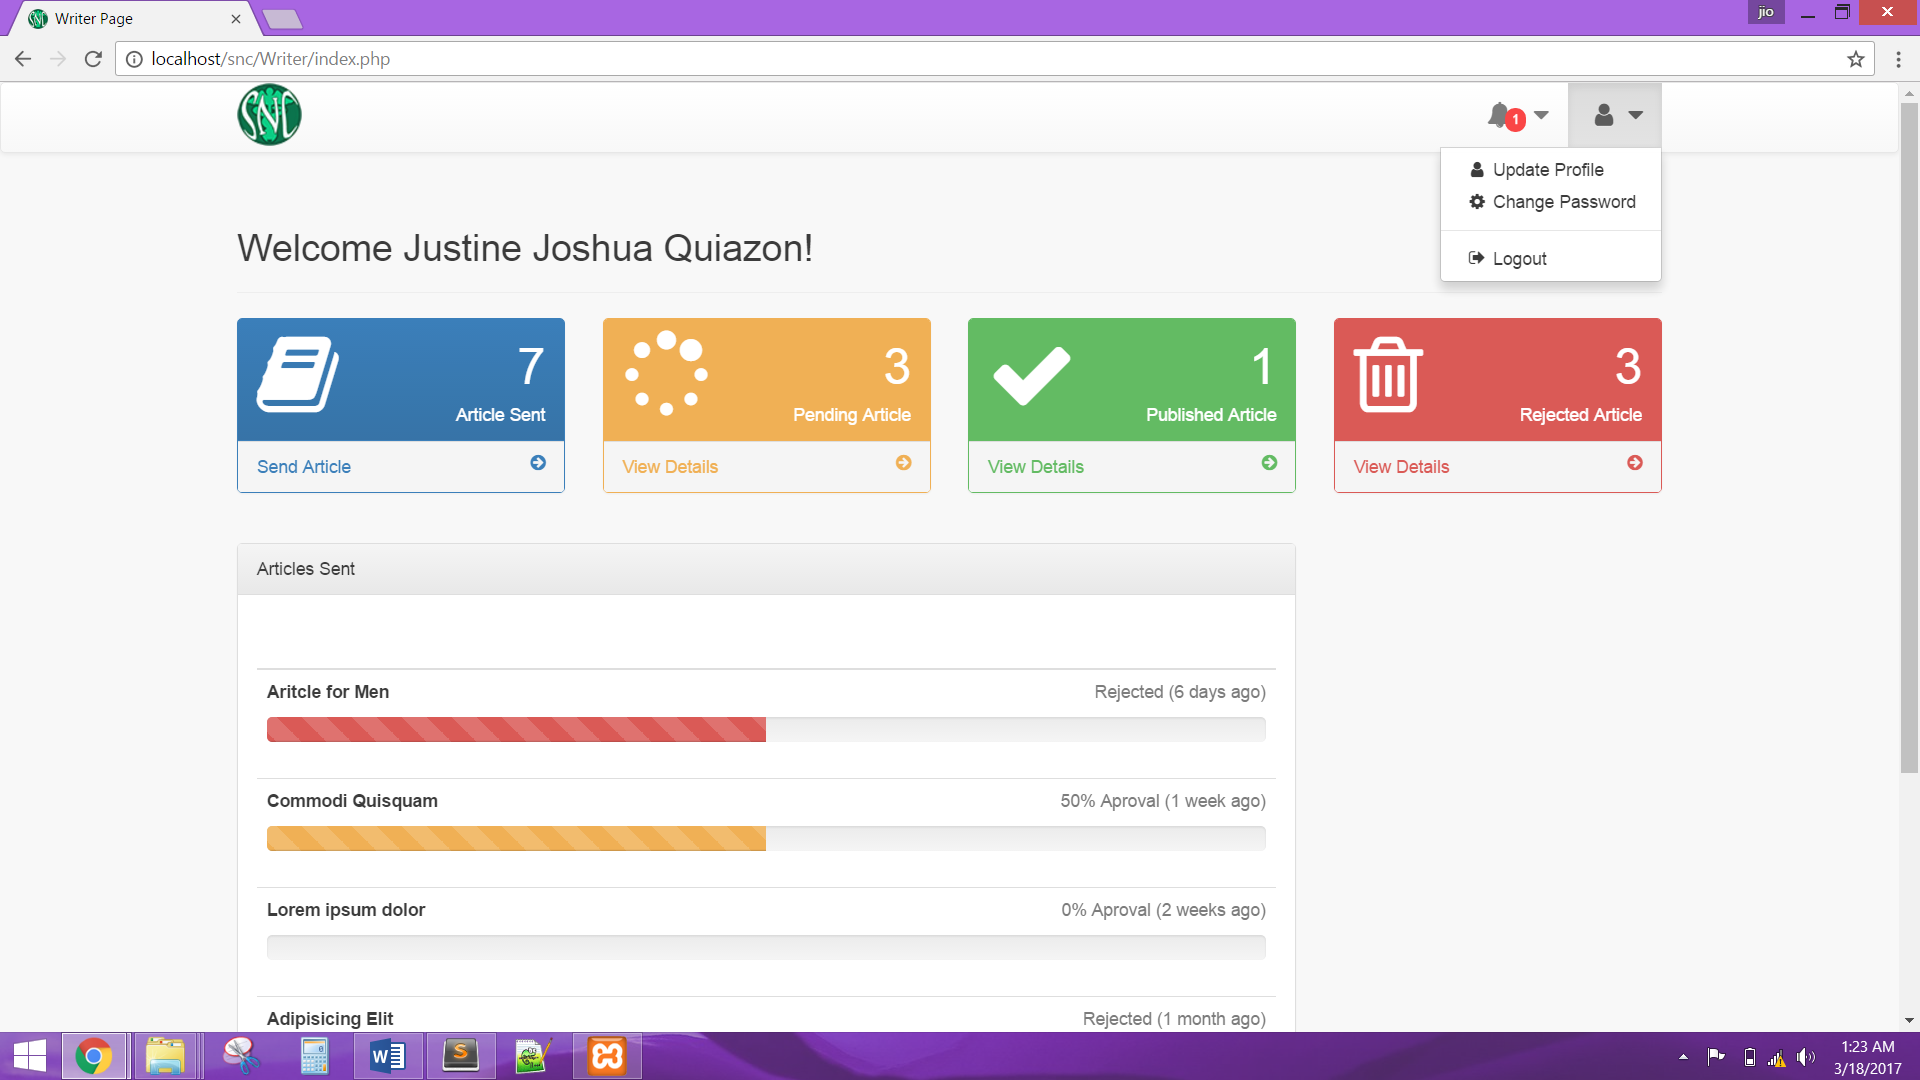 Writer Page
jio
localhost/snc/Writer/index.php
SNC
1
Update Profile
Change Password
Logout
Welcome Justine Joshua Quiazon!
7
Article Sent
Send Article
3
Pending Article
View Details
1
Published Article
View Details
3
Rejected Article
View Details
Articles Sent
Aritcle for Men
Rejected (6 days ago)
Commodi Quisquam
50% Aproval (1 week ago)
Lorem ipsum dolor
0% Aproval (2 weeks ago)
Adipisicing Elit
Rejected (1 month ago)
1:23 AM
3/18/2017